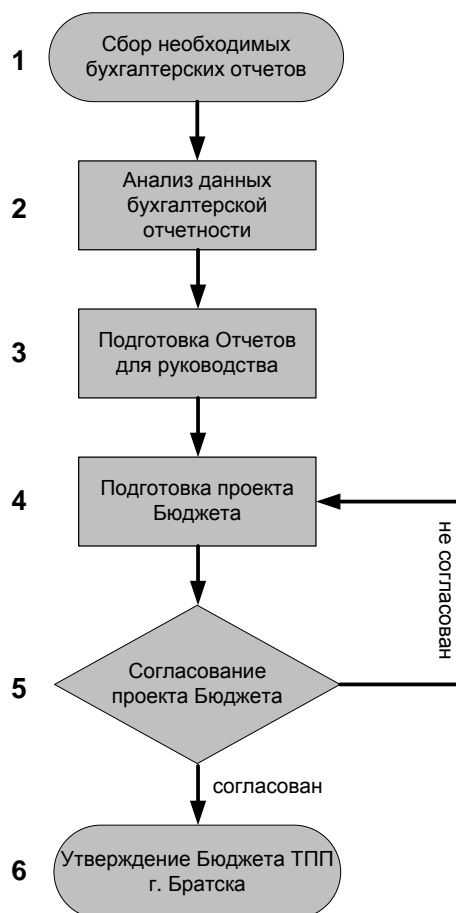 1
Сбор необходимых
бухгалтерских отчетов
2
Анализ данных
бухгалтерской
отчетности
3
Подготовка Отчетов
для руководства
4
Подготовка проекта
Бюджета
не согласован
5
Согласование
проекта Бюджета
согласован
6
Утверждение Бюджета ТПП
г. Братска